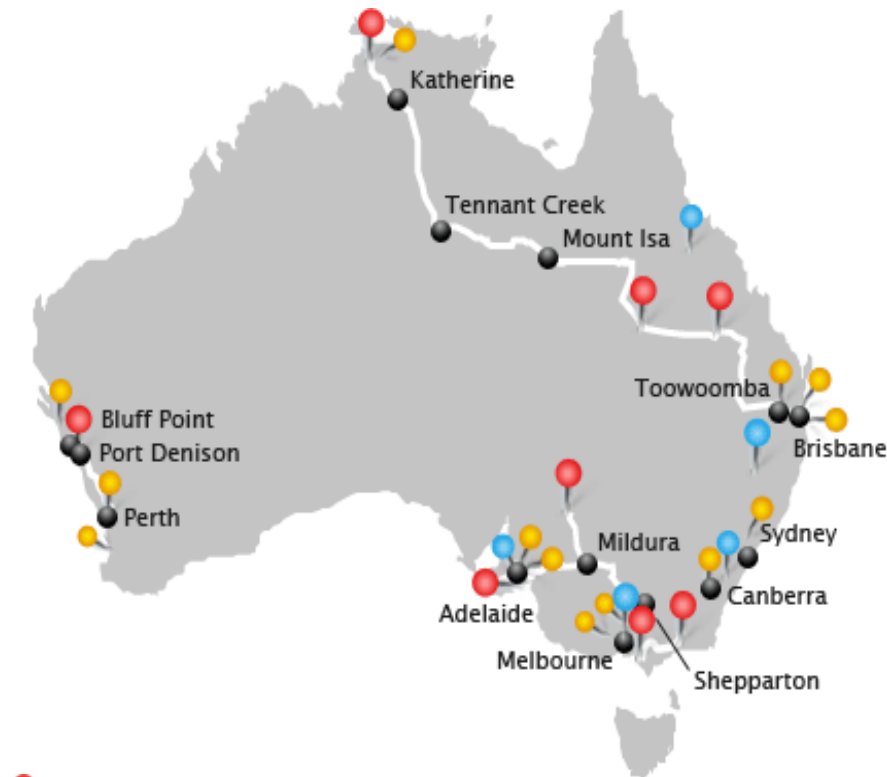 Katherine
Tennant Creek
Mount Isa
Toowoomba
Bluff Point
Brisbane
Port Denison
Perth
Sydney
Mildura
Canberra
Adelaide
Melbourne
Shepparton